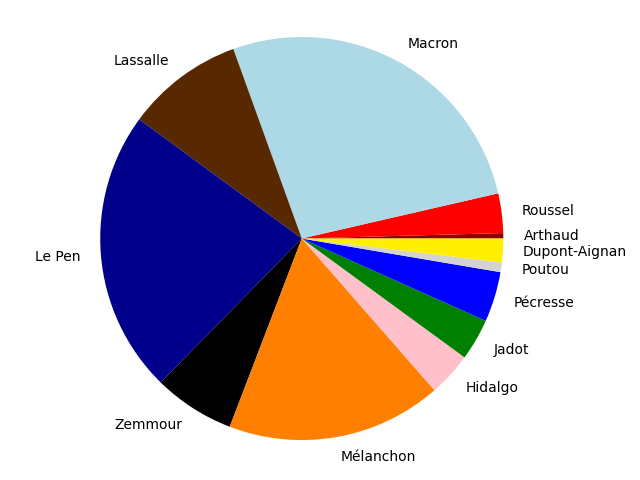 Macron
Lassalle
Roussel
Arthaud
Dupont-Aignan
Le Pen
Poutou
Pécresse
Jadot
Hidalgo
Zemmour
Mélanchon